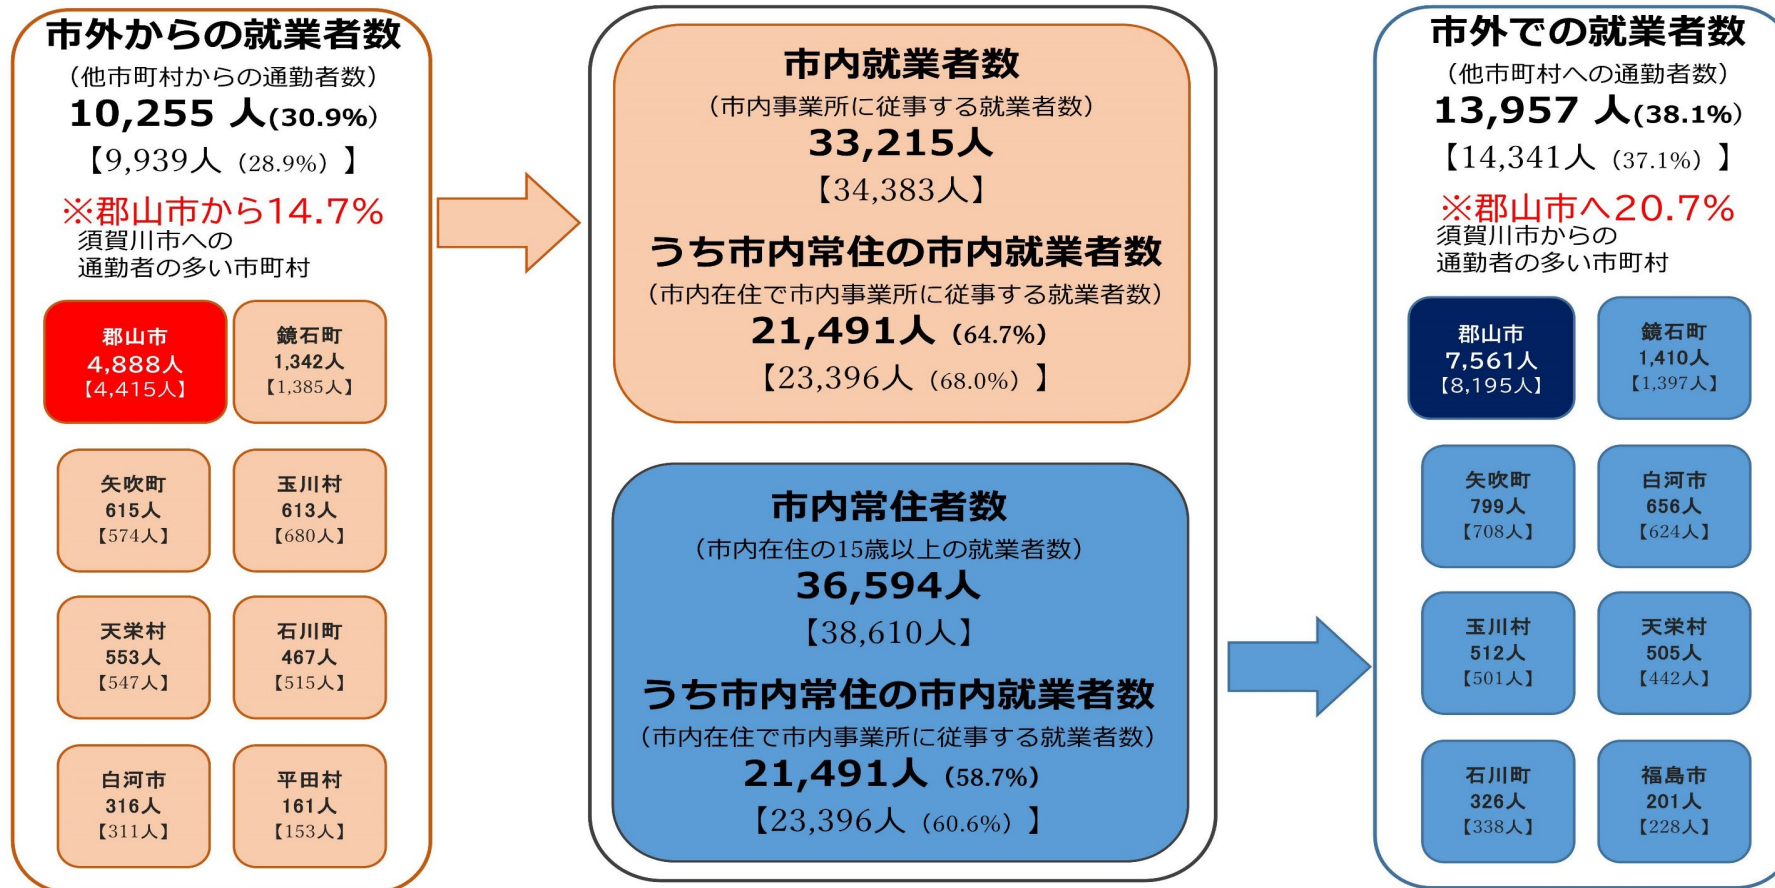 市外からの就業者数
（他市町村からの通勤者数）
10,255 人(30.9%)
【9,939人（28.9%）】
※郡山市から14.7%
須賀川市への
通勤者の多い市町村
郡山市
4,888人
【4,415人】
鏡石町
1,342人
【1,385人】
矢吹町
615人
【574人】
玉川村
613人
【680人】
天栄村
553人
【547人】
石川町
467人
【515人】
白河市
316人
【311人】
平田村
161人
【153人】
市内就業者数
（市内事業所に従事する就業者数）
33,215人
【34,383人】
うち市内常住の市内就業者数
（市内在住で市内事業所に従事する就業者数）
21,491人（64.7%）
【23,396人（68.0%）】
市内常住者数
（市内在住の15歳以上の就業者数）
36,594人
【38,610人】
うち市内常住の市内就業者数
（市内在住で市内事業所に従事する就業者数）
21,491人（58.7%）
【23,396人（60.6%）】
市外での就業者数
（他市町村への通勤者数）
13,957 人(38.1%)
【14,341人（37.1%）】
※郡山市へ20.7%
須賀川市からの
通勤者の多い市町村
郡山市
7,561人
【8,195人】
鏡石町
1,410人
【1,397人】
矢吹町
799人
【708人】
白河市
656人
【624人】
玉川村
512人
【501人】
天栄村
505人
【442人】
石川町
326人
【338人】
福島市
201人
【228人】